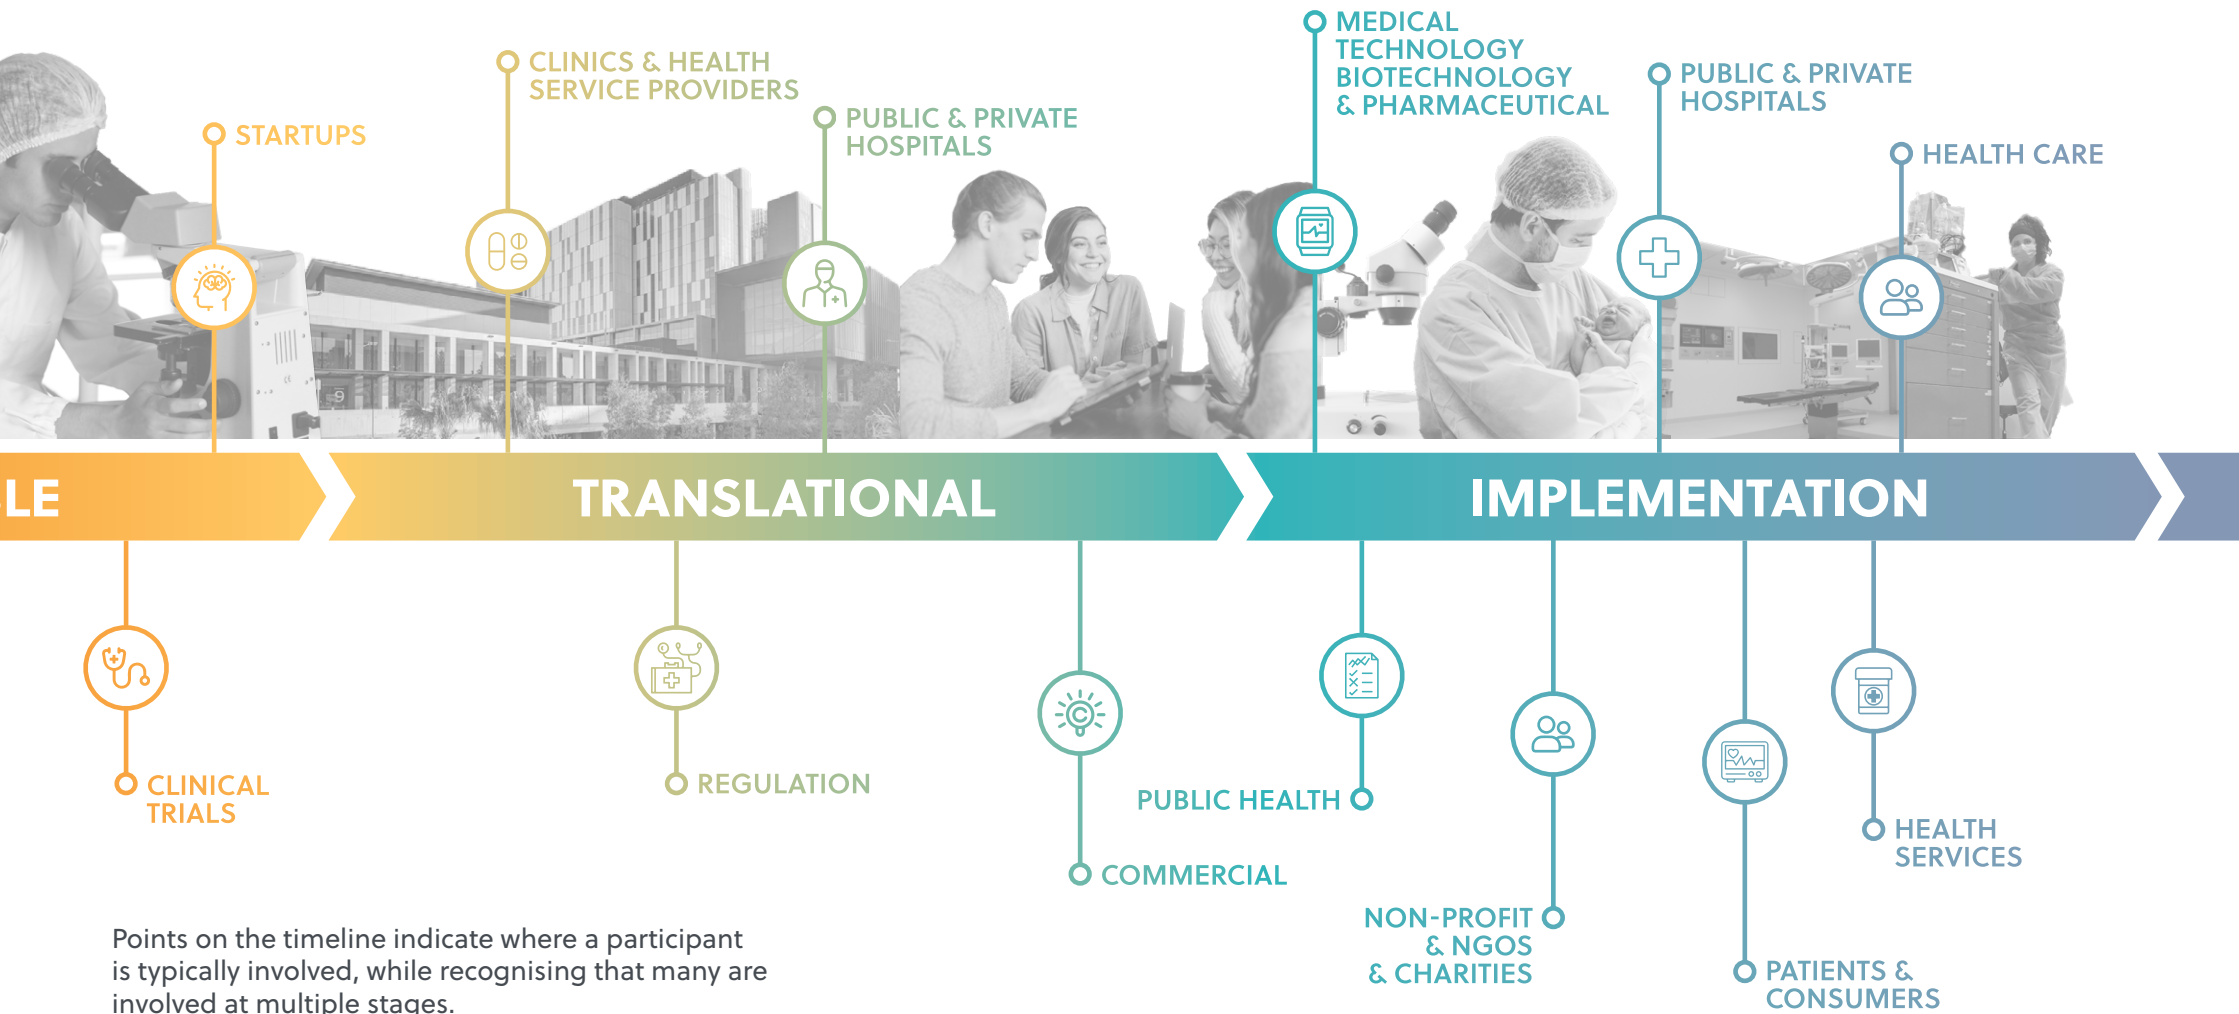 STARTUPS
CLINICS & HEALTH
SERVICE PROVIDERS
PUBLIC & PRIVATE
HOSPITALS
MEDICAL
TECHNOLOGY
BIOTECHNOLOGY
& PHARMACEUTICAL
PUBLIC & PRIVATE
HOSPITALS
HEALTH CARE
9
LE
TRANSLATIONAL
IMPLEMENTATION
CLINICAL
TRIALS
REGULATION
COMMERCIAL
PUBLIC HEALTH
NON-PROFIT
& NGOS
& CHARITIES
PATIENTS &
CONSUMERS
HEALTH
SERVICES
Points on the timeline indicate where a participant
is typically involved, while recognising that many are
involved at multiple stages.